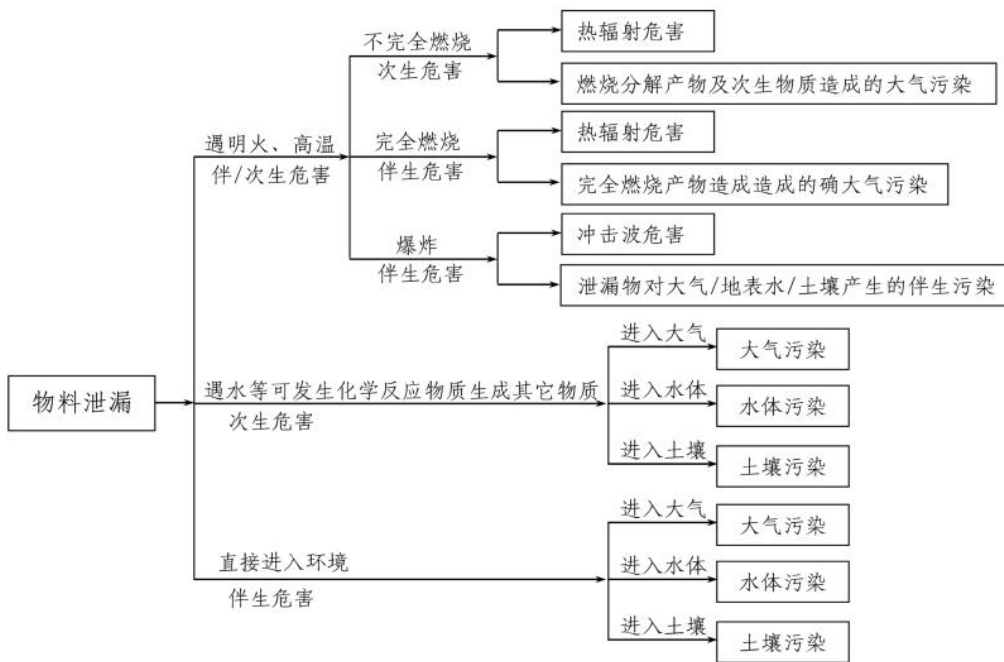 不完全燃烧
次生危害
热辐射危害
燃烧分解产物及次生物质造成的大气污染
遇明火、高温
伴/次生危害
完全燃烧
伴生危害
热辐射危害
完全燃烧产物造成造成的确大气污染
爆炸
伴生危害
冲击波危害
泄漏物对大气/地表水/土壤产生的伴生污染
物料泄漏
遇水等可发生化学反应物质生成其它物质
次生危害
进入大气
大气污染
进入水体
水体污染
进入土壤
土壤污染
直接进入环境
伴生危害
进入大气
大气污染
进入水体
水体污染
进入土壤
土壤污染